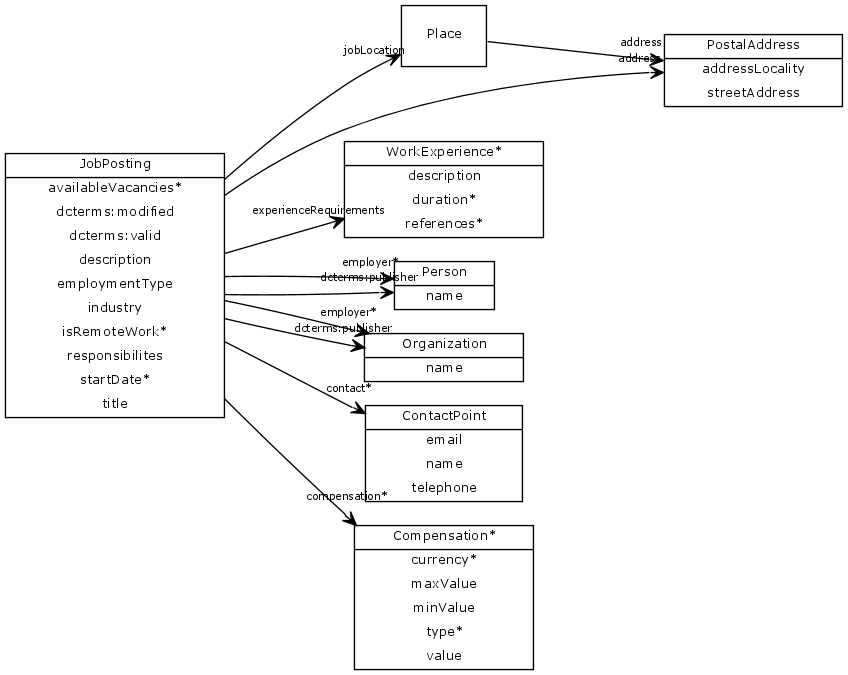 Place
jobLocation
address
address
PostalAddress
addressLocality
streetAddress
JobPosting
availableVacancies*
dcterms:modified
dcterms:valid
description
employmentType
industry
isRemoteWork*
responsibilites
startDate*
title
WorkExperience*
description
duration*
references*
experienceRequirements
employer*
dcterms:publisher
Person
name
employer*
dcterms:publisher
Organization
name
contact*
ContactPoint
email
name
telephone
compensation*
Compensation*
currency*
maxValue
minValue
type*
value